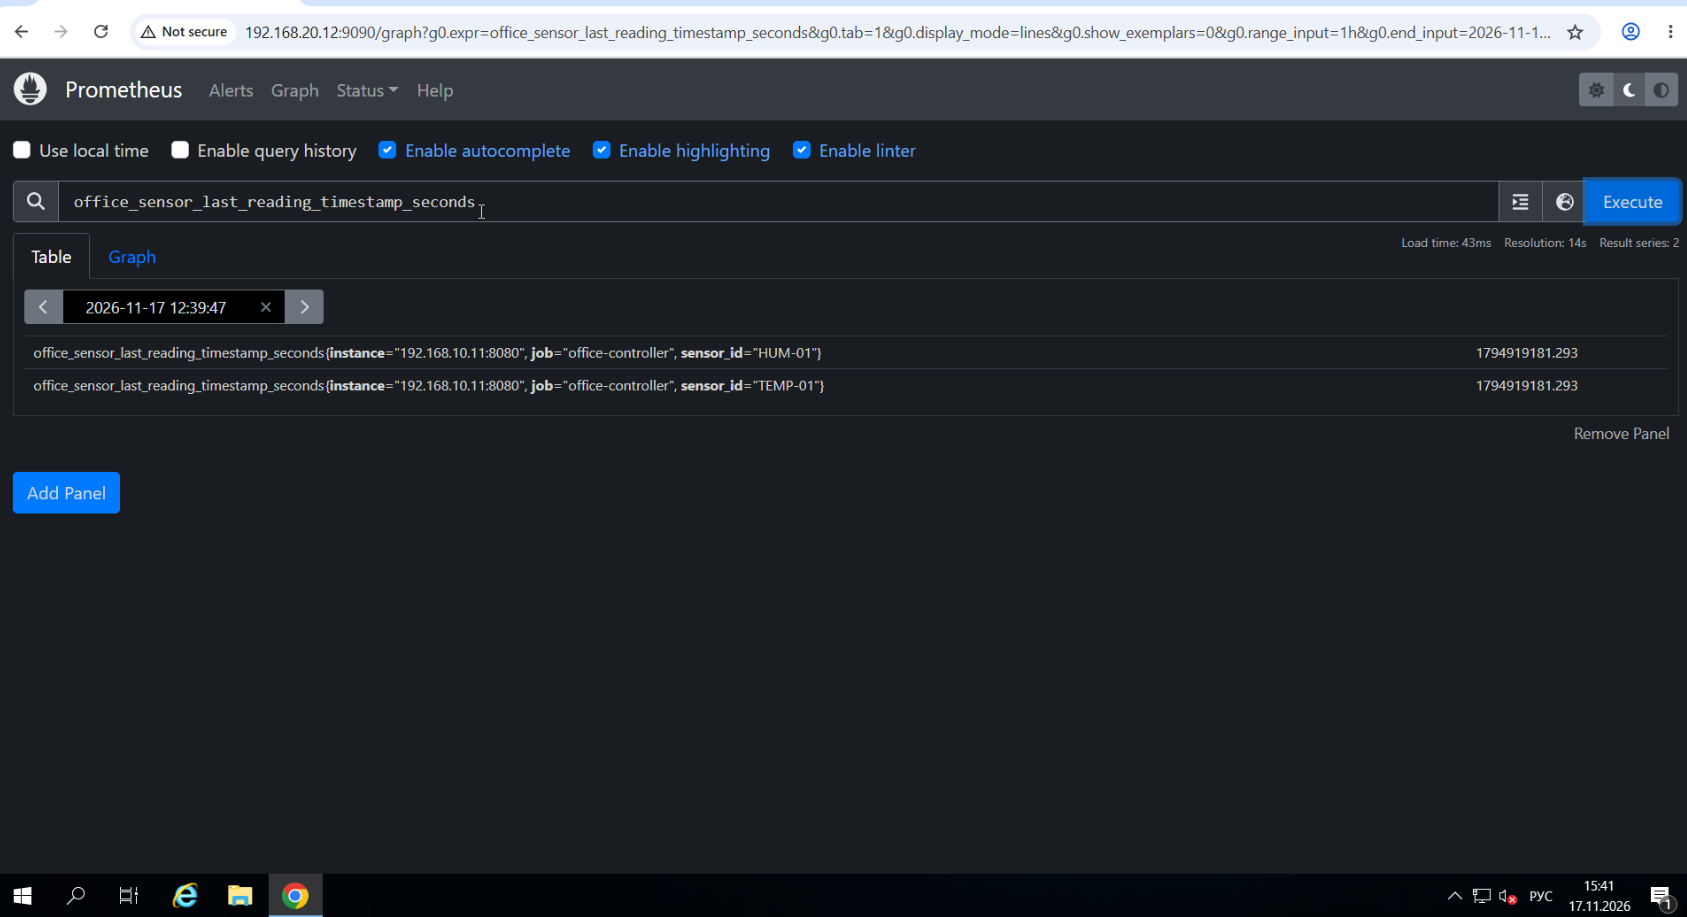 Not secure 192.168.20.12:9090/graph?g0.expr=office_sensor_last_reading_timestamp_seconds&g0.tab=1&g0.display_mode=lines&g0.show_exemplars=0&g0.range_input=1h&g0.end_input=2026-11-1...
Prometheus Alerts Graph Status Help
Use local time Enable query history Enable autocomplete Enable highlighting Enable linter
office_sensor_last_reading_timestamp_seconds Execute
Table Graph Load time: 43ms Resolution: 14s Result series: 2
2026-11-17 12:39:47
office_sensor_last_reading_timestamp_seconds{instance="192.168.10.11:8080", job="office-controller", sensor_id="HUM-01"} 1794919181.293
office_sensor_last_reading_timestamp_seconds{instance="192.168.10.11:8080", job="office-controller", sensor_id="TEMP-01"} 1794919181.293
Remove Panel
Add Panel
РУС 15:41
17.11.2026 1